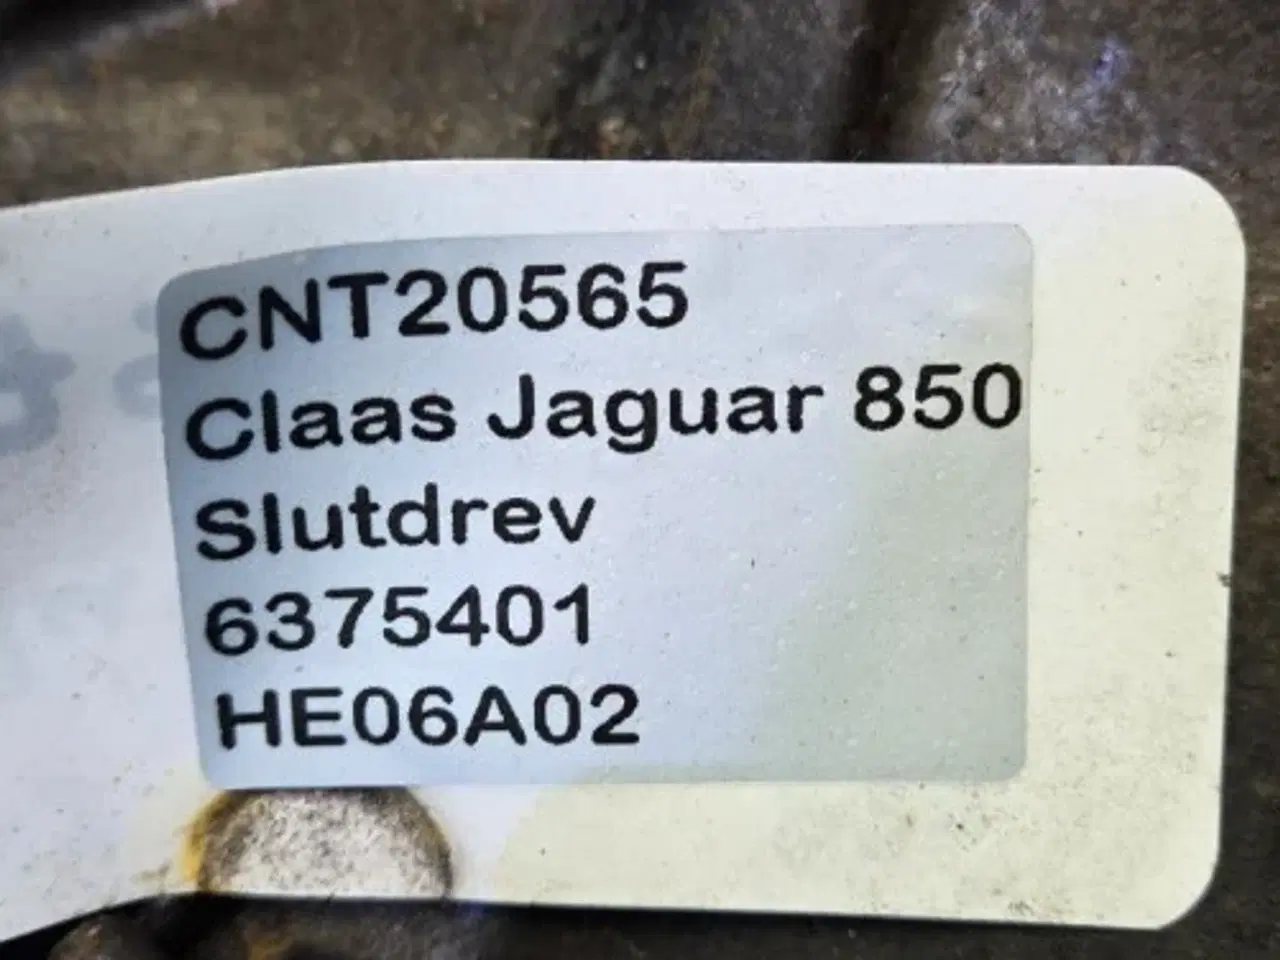 CNT20565
Claas Jaguar 850
Slutdrev
6375401
HE06A02